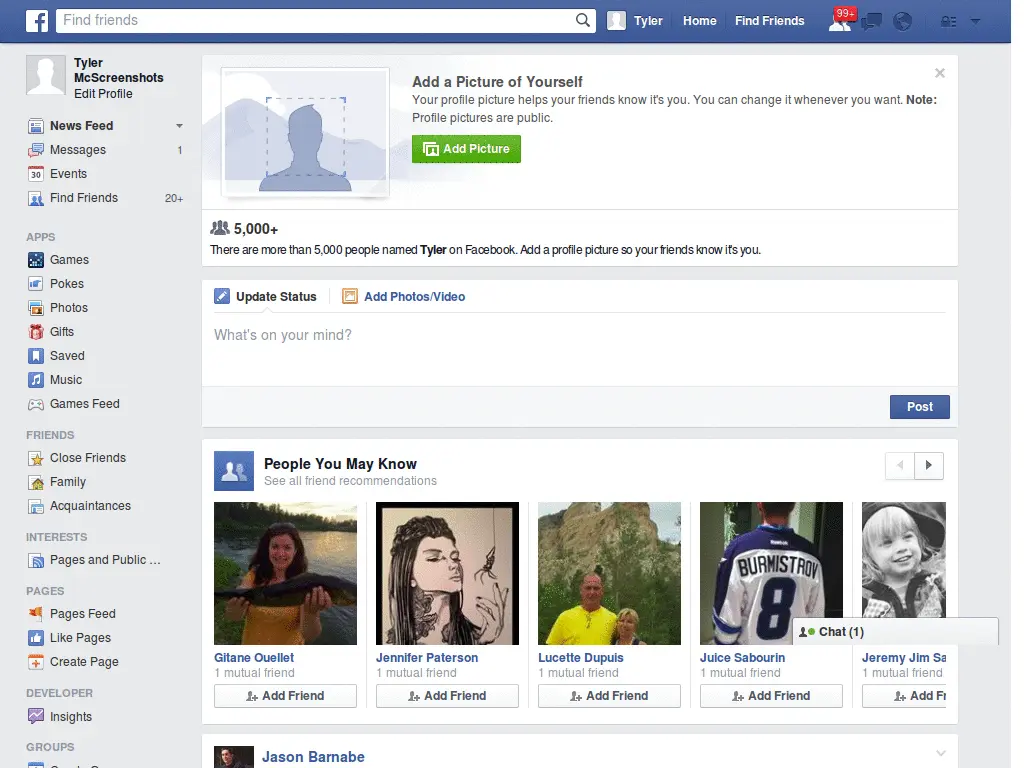 f
Find friends
Tyler
Home
Find Friends
99+
Tyler
McScreenshots
Edit Profile
News Feed
Messages 1
30 Events
Find Friends 20+
APPS
Games
Pokes
Photos
Gifts
Saved
Music
Games Feed
FRIENDS
Close Friends
Family
Acquaintances
INTERESTS
Pages and Public ...
PAGES
Pages Feed
Like Pages
Create Page
DEVELOPER
Insights
GROUPS
Add a Picture of Yourself
Your profile picture helps your friends know it's you. You can change it whenever you want. Note:
Profile pictures are public.
Add Picture
5,000+
There are more than 5,000 people named Tyler on Facebook. Add a profile picture so your friends know it's you.
Update Status
Add Photos/Video
What's on your mind?
Post
People You May Know
See all friend recommendations
BURMISTROV
8
Gitane Ouellet
1 mutual friend
Add Friend
Jennifer Paterson
1 mutual friend
Add Friend
Lucette Dupuis
1 mutual friend
Add Friend
Juice Sabourin
1 mutual friend
Add Friend
Jeremy Jim Sa
1 mutual friend
Add Fr
Chat (1)
Jason Barnabe